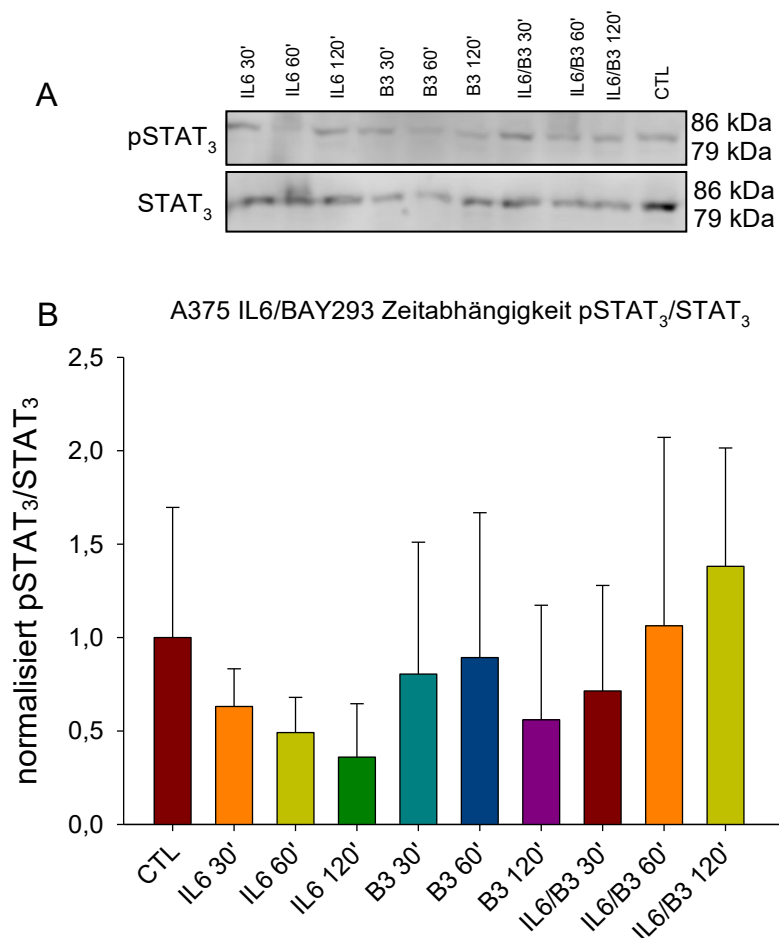 IL6 30' IL6 60' IL6 120' B3 30' B3 60' B3 120' IL6/B3 30' IL6/B3 60' IL6/B3 120' CTL
A
pSTAT₃
86 kDa
79 kDa
STAT₃
86 kDa
79 kDa
B
A375 IL6/BAY293 Zeitabhängigkeit pSTAT₃/STAT₃
normalisiert pSTAT₃/STAT₃
2,5
2,0
1,5
1,0
0,5
0,0
CTL IL6 30' IL6 60' IL6 120' B3 30' B3 60' B3 120' IL6/B3 30' IL6/B3 60' IL6/B3 120'